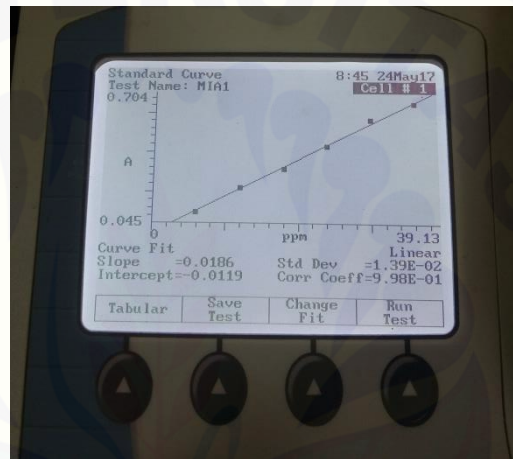 Standard Curve 8:45 24May17
Test Name: MIA1 Cell # 1
0.704
A
0.045
0 ppm 39.13
Curve Fit Linear
Slope =0.0186 Std Dev =1.39E-02
Intercept=-0.0119 Corr Coeff=9.98E-01
Tabular Save Test Change Fit Run Test